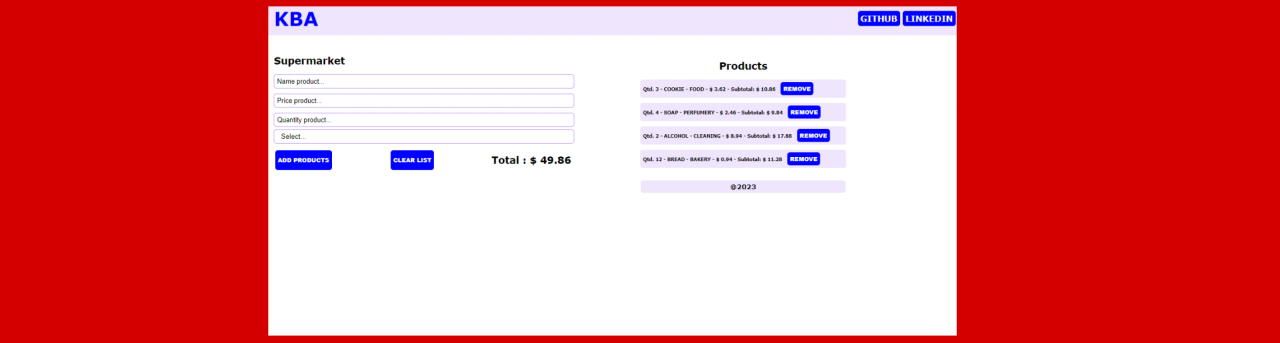 KBA
GITHUB LINKEDIN
Supermarket
Name product...
Price product...
Quantity product...
Select...
ADD PRODUCTS CLEAR LIST Total : $ 49.86
Products
Qtd. 3 - COOKIE - FOOD - $ 3.62 - Subtotal: $ 10.86 REMOVE
Qtd. 4 - SOAP - PERFUMERY - $ 2.46 - Subtotal: $ 9.84 REMOVE
Qtd. 2 - ALCOHOL - CLEANING - $ 8.94 - Subtotal: $ 17.88 REMOVE
Qtd. 12 - BREAD - BAKERY - $ 0.94 - Subtotal: $ 11.28 REMOVE
@2023